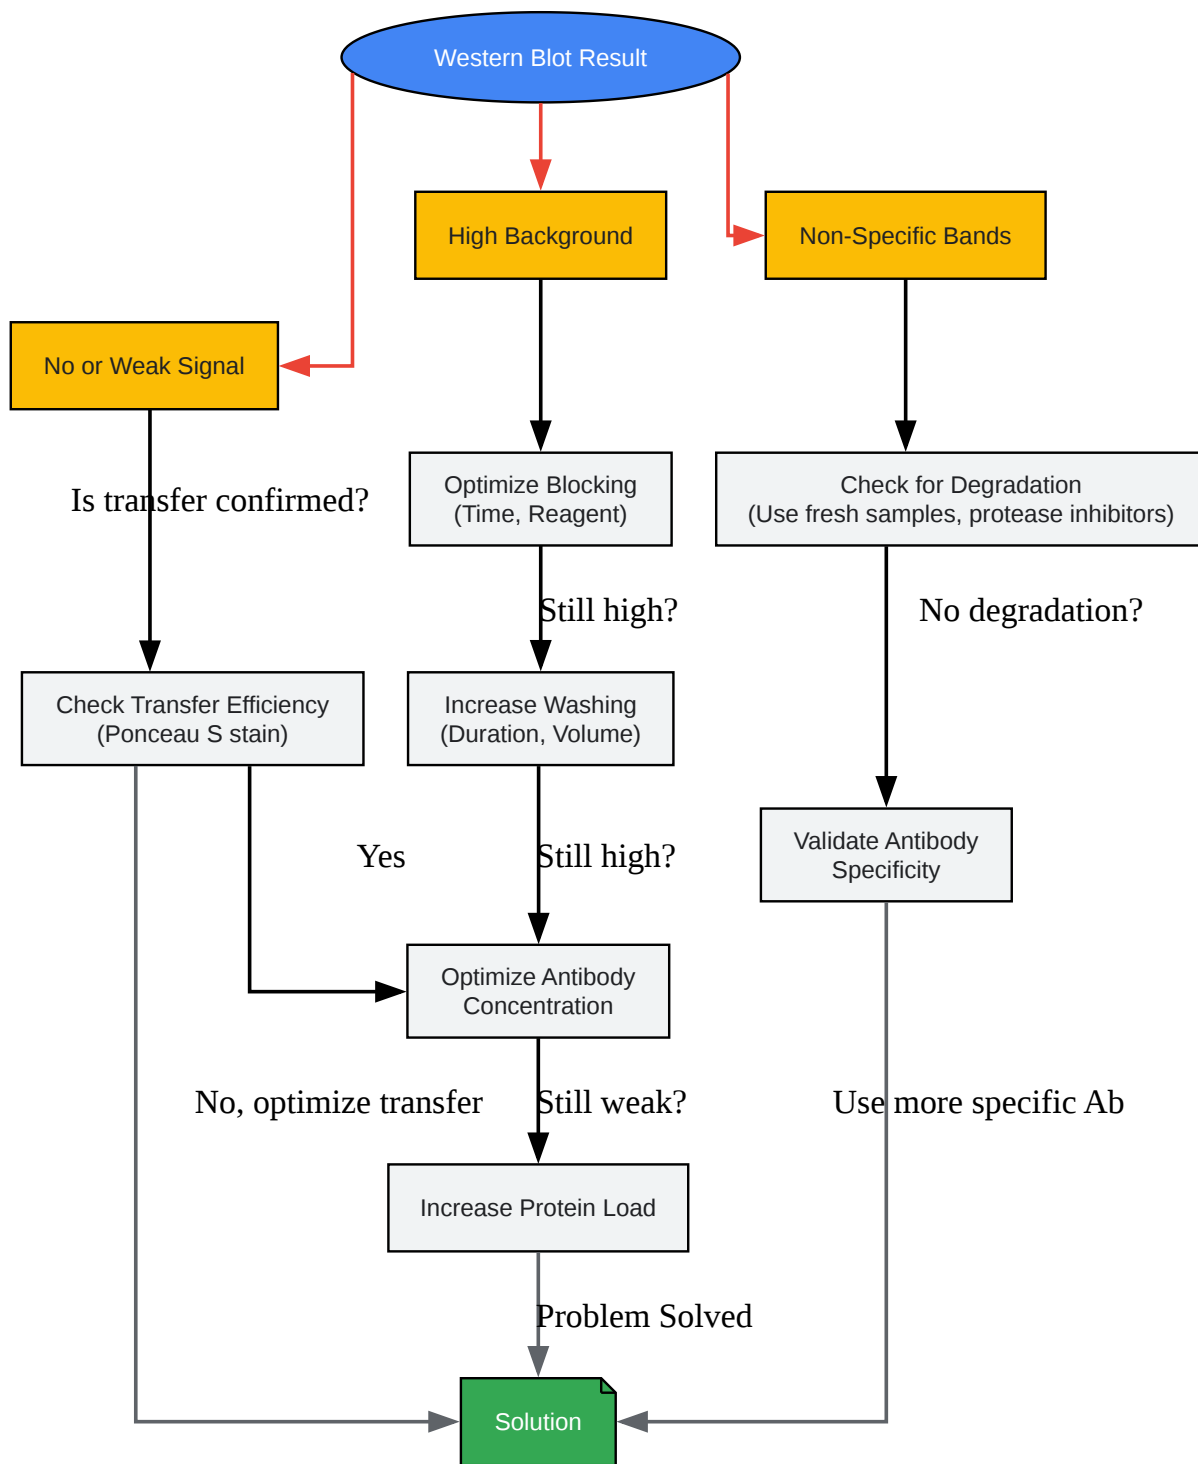 Western Blot Result
High Background
Non-Specific Bands
No or Weak Signal
Is transfer confirmed?
Optimize Blocking
(Time, Reagent)
Check for Degradation
(Use fresh samples, protease inhibitors)
Still high?
No degradation?
Check Transfer Efficiency
(Ponceau S stain)
Increase Washing
(Duration, Volume)
Yes
Still high?
Validate Antibody
Specificity
Optimize Antibody
Concentration
No, optimize transfer
Still weak?
Use more specific Ab
Increase Protein Load
Problem Solved
Solution